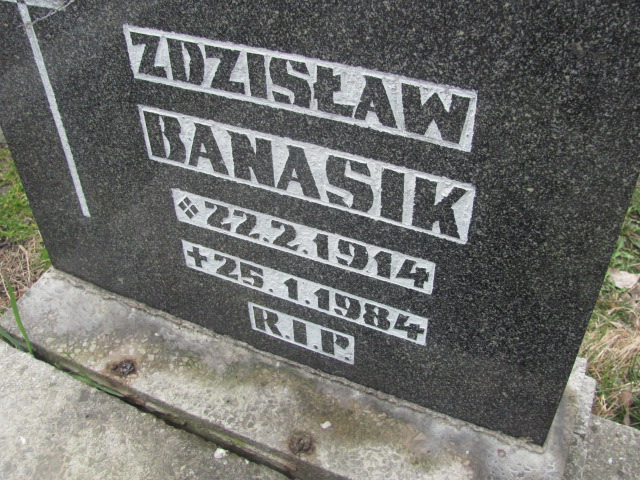 ZDZISŁAW
BANASIK
❖ 22.2.1914
+25.1.1984
R.I.P.